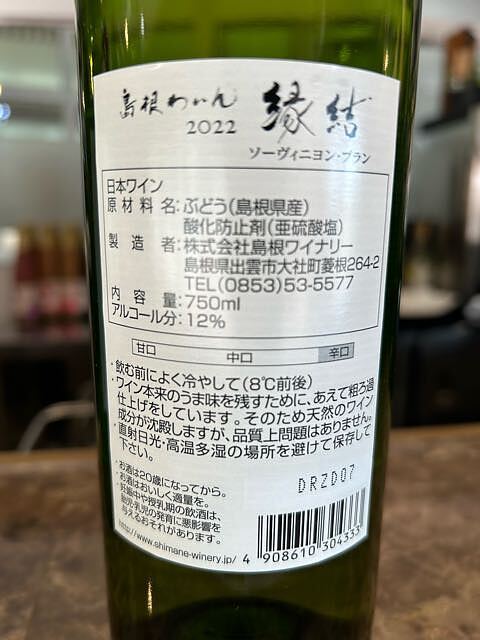 島根わいん 縁結
2022
ソーヴィニヨン・ブラン
日本ワイン
原材料名:ぶどう(島根県産)
酸化防止剤(亜硫酸塩)
製造者:株式会社島根ワイナリー
島根県出雲市大社町菱根264-2
TEL(0853)53-5577
内容量:750ml
アルコール分:12%
甘口 中口 辛口
・飲む前によく冷やして(8℃前後)
・ワイン本来のうま味を残すために、あえて粗ろ過
仕上げをしています。そのため天然のワイン
成分が沈殿しますが、品質上問題はありません。
・直射日光・高温多湿の場所を避けて保存して
下さい。
DRZD07
・お酒は20歳になってから。
・お酒はおいしく適量を。
・妊娠中や授乳期の飲酒は、
胎児・乳児の発育に悪影響を
与えるおそれがあります。
http://www.shimane-winery.jp/
4 908610 304333